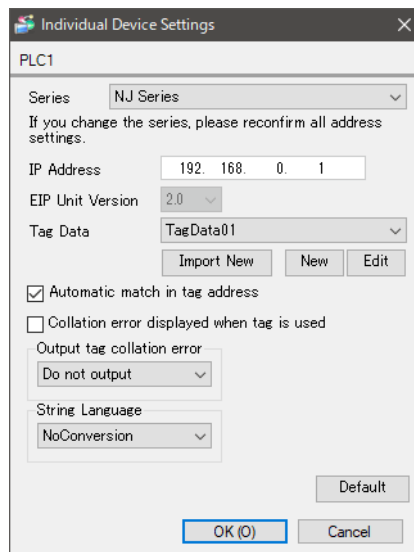 Individual Device Settings
PLC1
Series NJ Series
If you change the series, please reconfirm all address
settings.
IP Address 192. 168. 0. 1
EIP Unit Version 2.0
Tag Data TagData01
Import New New Edit
Automatic match in tag address
Collation error displayed when tag is used
Output tag collation error
Do not output
String Language
NoConversion
Default
OK(O) Cancel